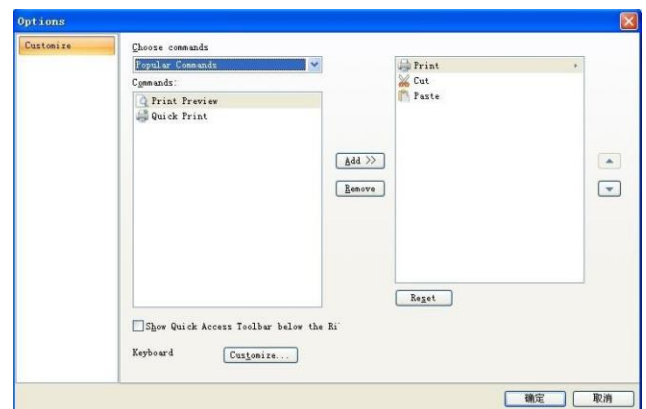 Options
Customize
Choose commands
Popular Commands
Commands:
Print Preview
Quick Print
Add >>
Remove
Print
Cut
Paste
Reset
Show Quick Access Toolbar below the Ri
Keyboard
Customize...
确定
取消